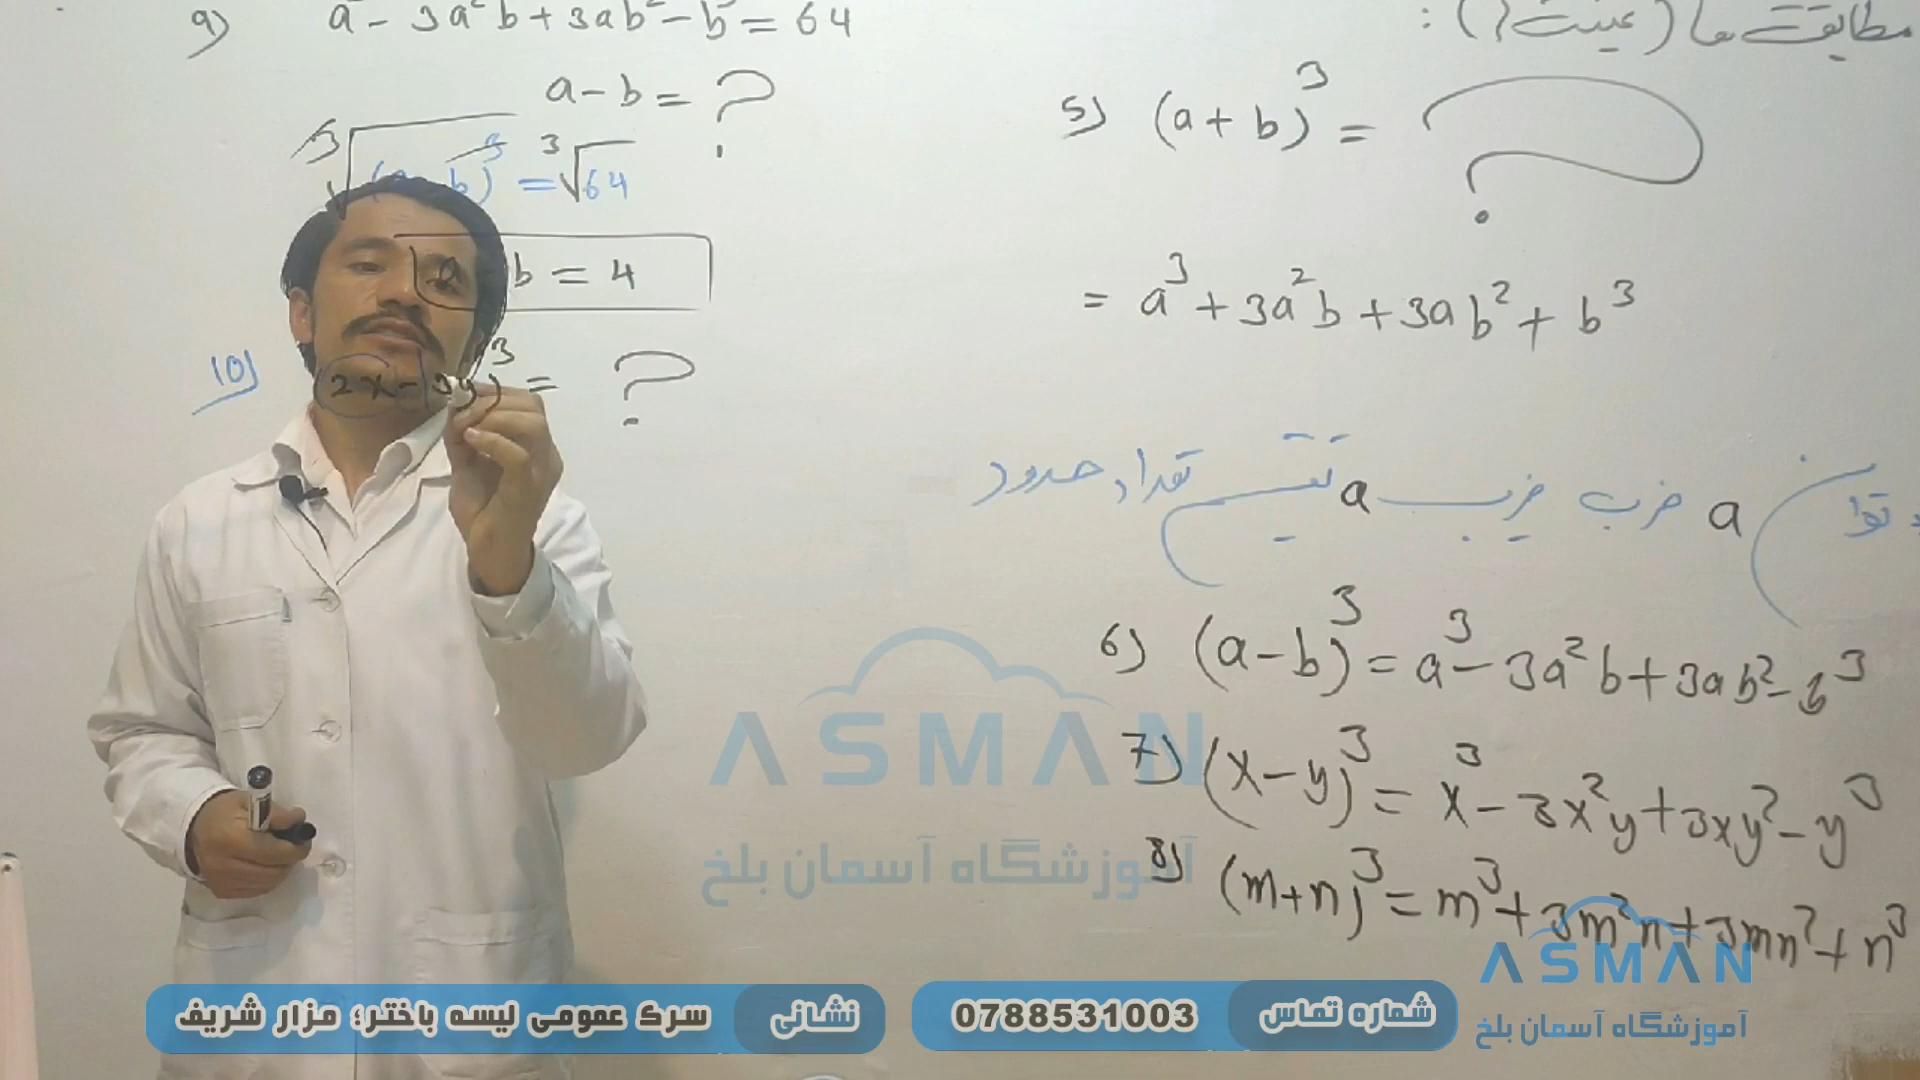 مطابقت ها (عینیت ها) :
5) (a + b)³ =  ?
= a³ + 3a²b + 3ab² + b³
توان a ضرب ضریب a تقسیم تعداد حدود
6) (a - b)³ = a³ - 3a²b + 3ab² - b³
7) (x - y)³ = x³ - 3x²y + 3xy² - y³
8) (m + n)³ = m³ + 3m²n + 3mn² + n³
9) a - 3a²b + 3ab² - b = 64
a - b = ?
³√(a b)³ = ³√64
a - b = 4
10) (2x - 3y)³ = ?
ASMAN
آموزشگاه آسمان بلخ
ASMAN
آموزشگاه آسمان بلخ
شماره تماس 0788531003
نشانی سرک عمومی لیسه باختر؛ مزار شریف